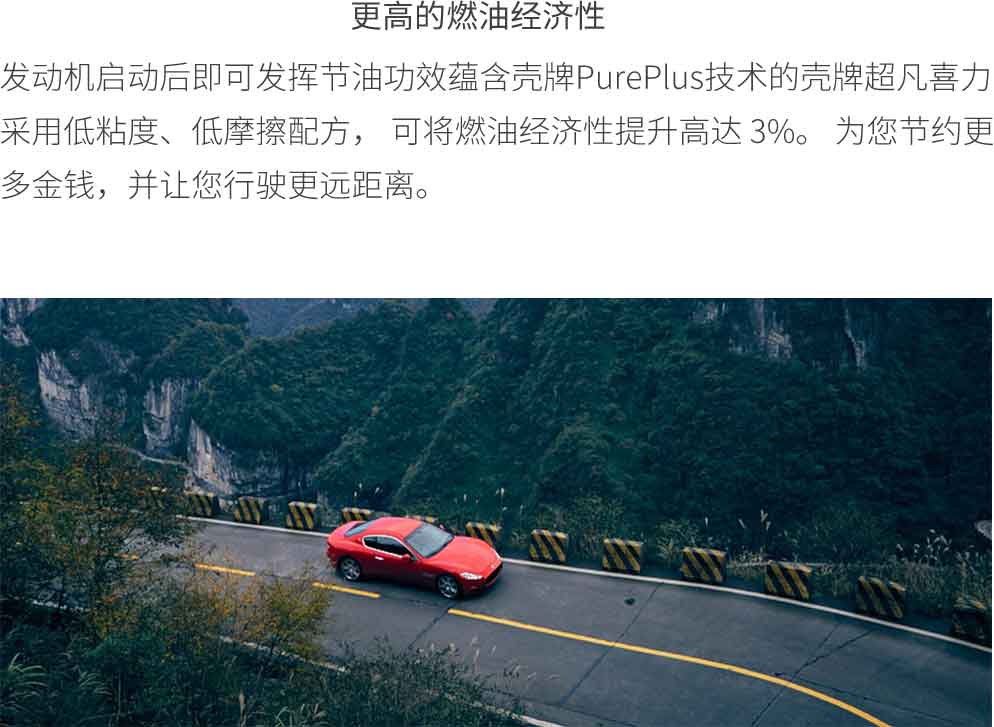 更高的燃油经济性
发动机启动后即可发挥节油功效蕴含壳牌PurePlus技术的壳牌超凡喜力
采用低粘度、低摩擦配方， 可将燃油经济性提升高达 3%。 为您节约更
多金钱，并让您行驶更远距离。